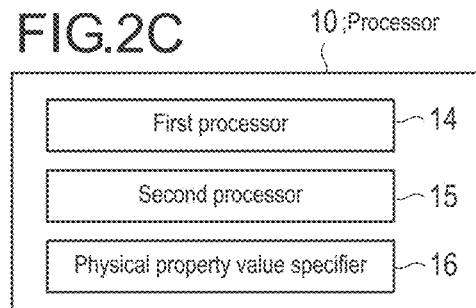 FIG.2C
10 ;Processor
First processor 14
Second processor 15
Physical property value specifier 16